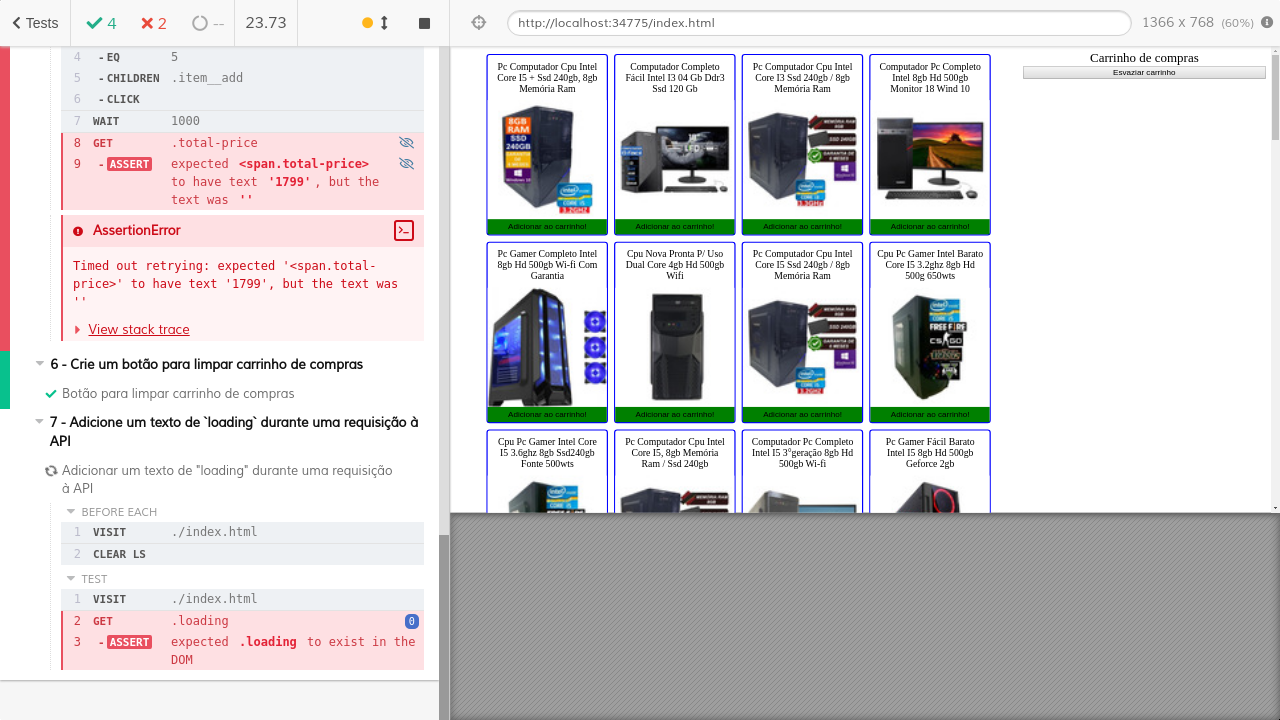 Tests
4
2
--
23.73
http://localhost:34775/index.html
1366 x 768 (60%)
4 -EQ 5
5 -CHILDREN .item__add
6 -CLICK
7 WAIT 1000
8 GET .total-price
9 -ASSERT expected <span.total-price>
to have text '1799', but the
text was ''
AssertionError
Timed out retrying: expected '<span.total-
price>' to have text '1799', but the text was
''
View stack trace
6 - Crie um botão para limpar carrinho de compras
Botão para limpar carrinho de compras
7 - Adicione um texto de `loading` durante uma requisição à
API
Adicionar um texto de "loading" durante uma requisição
à API
BEFORE EACH
1 VISIT ./index.html
2 CLEAR LS
TEST
1 VISIT ./index.html
2 GET .loading 0
3 -ASSERT expected .loading to exist in the
DOM
Pc Computador Cpu Intel
Core I5 + Ssd 240gb, 8gb
Memória Ram
Adicionar ao carrinho!
Computador Completo
Fácil Intel I3 04 Gb Ddr3
Ssd 120 Gb
Adicionar ao carrinho!
Pc Computador Cpu Intel
Core I3 Ssd 240gb / 8gb
Memória Ram
Adicionar ao carrinho!
Computador Pc Completo
Intel 8gb Hd 500gb
Monitor 18 Wind 10
Adicionar ao carrinho!
Carrinho de compras
Esvaziar carrinho
Pc Gamer Completo Intel
8gb Hd 500gb Wi-fi Com
Garantia
Adicionar ao carrinho!
Cpu Nova Pronta P/ Uso
Dual Core 4gb Hd 500gb
Wifi
Adicionar ao carrinho!
Pc Computador Cpu Intel
Core I5 Ssd 240gb / 8gb
Memória Ram
Adicionar ao carrinho!
Cpu Pc Gamer Intel Barato
Core I5 3.2ghz 8gb Hd
500g 650wts
Adicionar ao carrinho!
Cpu Pc Gamer Intel Core
I5 3.6ghz 8gb Ssd240gb
Fonte 500wts
Pc Computador Cpu Intel
Core I5, 8gb Memória
Ram / Ssd 240gb
Computador Pc Completo
Intel I5 3°geração 8gb Hd
500gb Wi-fi
Pc Gamer Fácil Barato
Intel I5 8gb Hd 500gb
Geforce 2gb